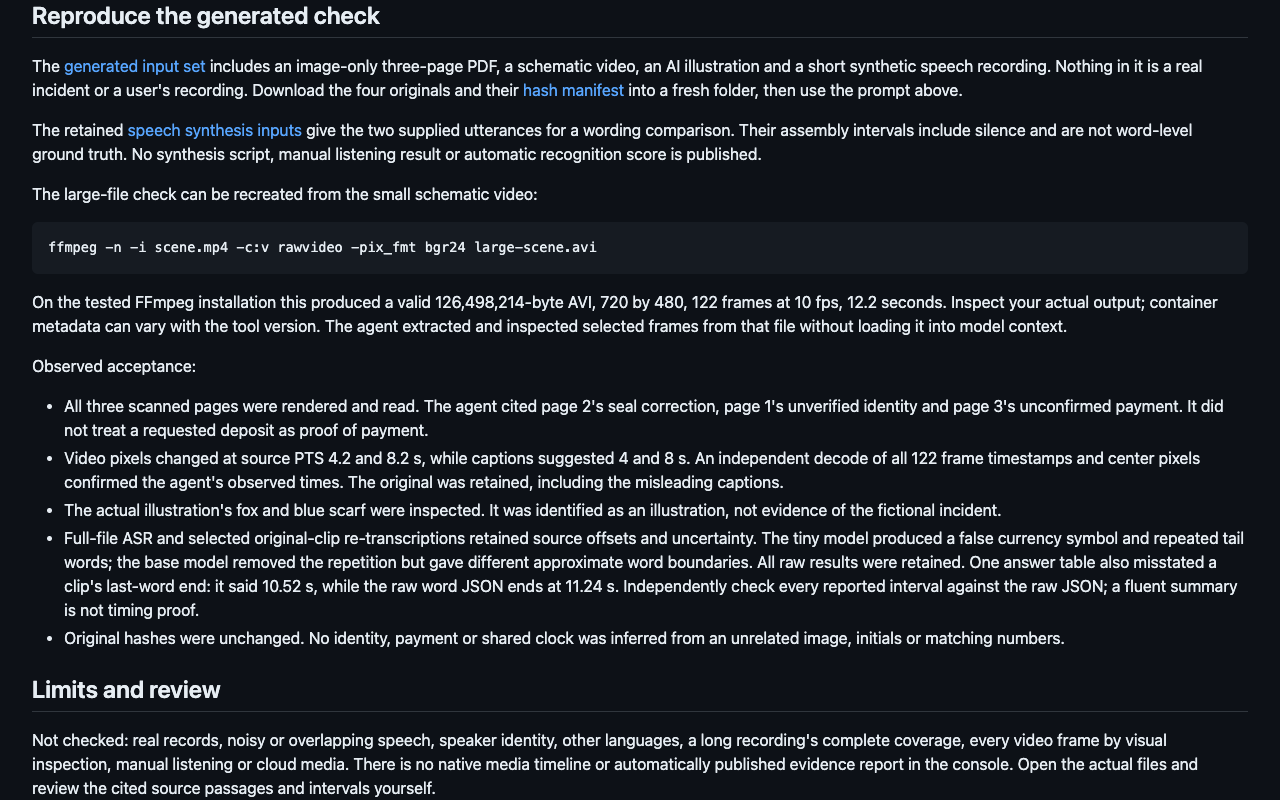 Reproduce the generated check
The generated input set includes an image-only three-page PDF, a schematic video, an AI illustration and a short synthetic speech recording. Nothing in it is a real
incident or a user's recording. Download the four originals and their hash manifest into a fresh folder, then use the prompt above.
The retained speech synthesis inputs give the two supplied utterances for a wording comparison. Their assembly intervals include silence and are not word-level
ground truth. No synthesis script, manual listening result or automatic recognition score is published.
The large-file check can be recreated from the small schematic video:
ffmpeg -n -i scene.mp4 -c:v rawvideo -pix_fmt bgr24 large-scene.avi
On the tested FFmpeg installation this produced a valid 126,498,214-byte AVI, 720 by 480, 122 frames at 10 fps, 12.2 seconds. Inspect your actual output; container
metadata can vary with the tool version. The agent extracted and inspected selected frames from that file without loading it into model context.
Observed acceptance:
• All three scanned pages were rendered and read. The agent cited page 2's seal correction, page 1's unverified identity and page 3's unconfirmed payment. It did
not treat a requested deposit as proof of payment.
• Video pixels changed at source PTS 4.2 and 8.2 s, while captions suggested 4 and 8 s. An independent decode of all 122 frame timestamps and center pixels
confirmed the agent's observed times. The original was retained, including the misleading captions.
• The actual illustration's fox and blue scarf were inspected. It was identified as an illustration, not evidence of the fictional incident.
• Full-file ASR and selected original-clip re-transcriptions retained source offsets and uncertainty. The tiny model produced a false currency symbol and repeated tail
words; the base model removed the repetition but gave different approximate word boundaries. All raw results were retained. One answer table also misstated a
clip's last-word end: it said 10.52 s, while the raw word JSON ends at 11.24 s. Independently check every reported interval against the raw JSON; a fluent summary
is not timing proof.
• Original hashes were unchanged. No identity, payment or shared clock was inferred from an unrelated image, initials or matching numbers.
Limits and review
Not checked: real records, noisy or overlapping speech, speaker identity, other languages, a long recording's complete coverage, every video frame by visual
inspection, manual listening or cloud media. There is no native media timeline or automatically published evidence report in the console. Open the actual files and
review the cited source passages and intervals yourself.